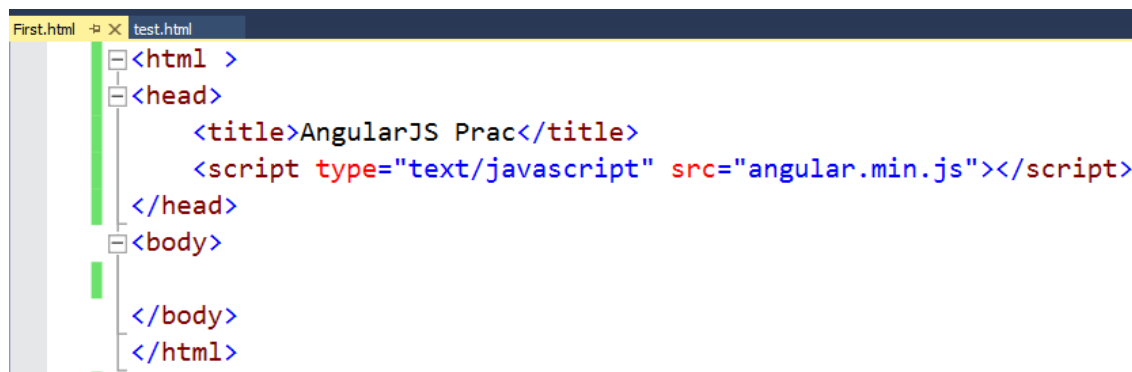 First.html test.html
<html >
<head>
<title>AngularJS Prac</title>
<script type="text/javascript" src="angular.min.js"></script>
</head>
<body>
</body>
</html>